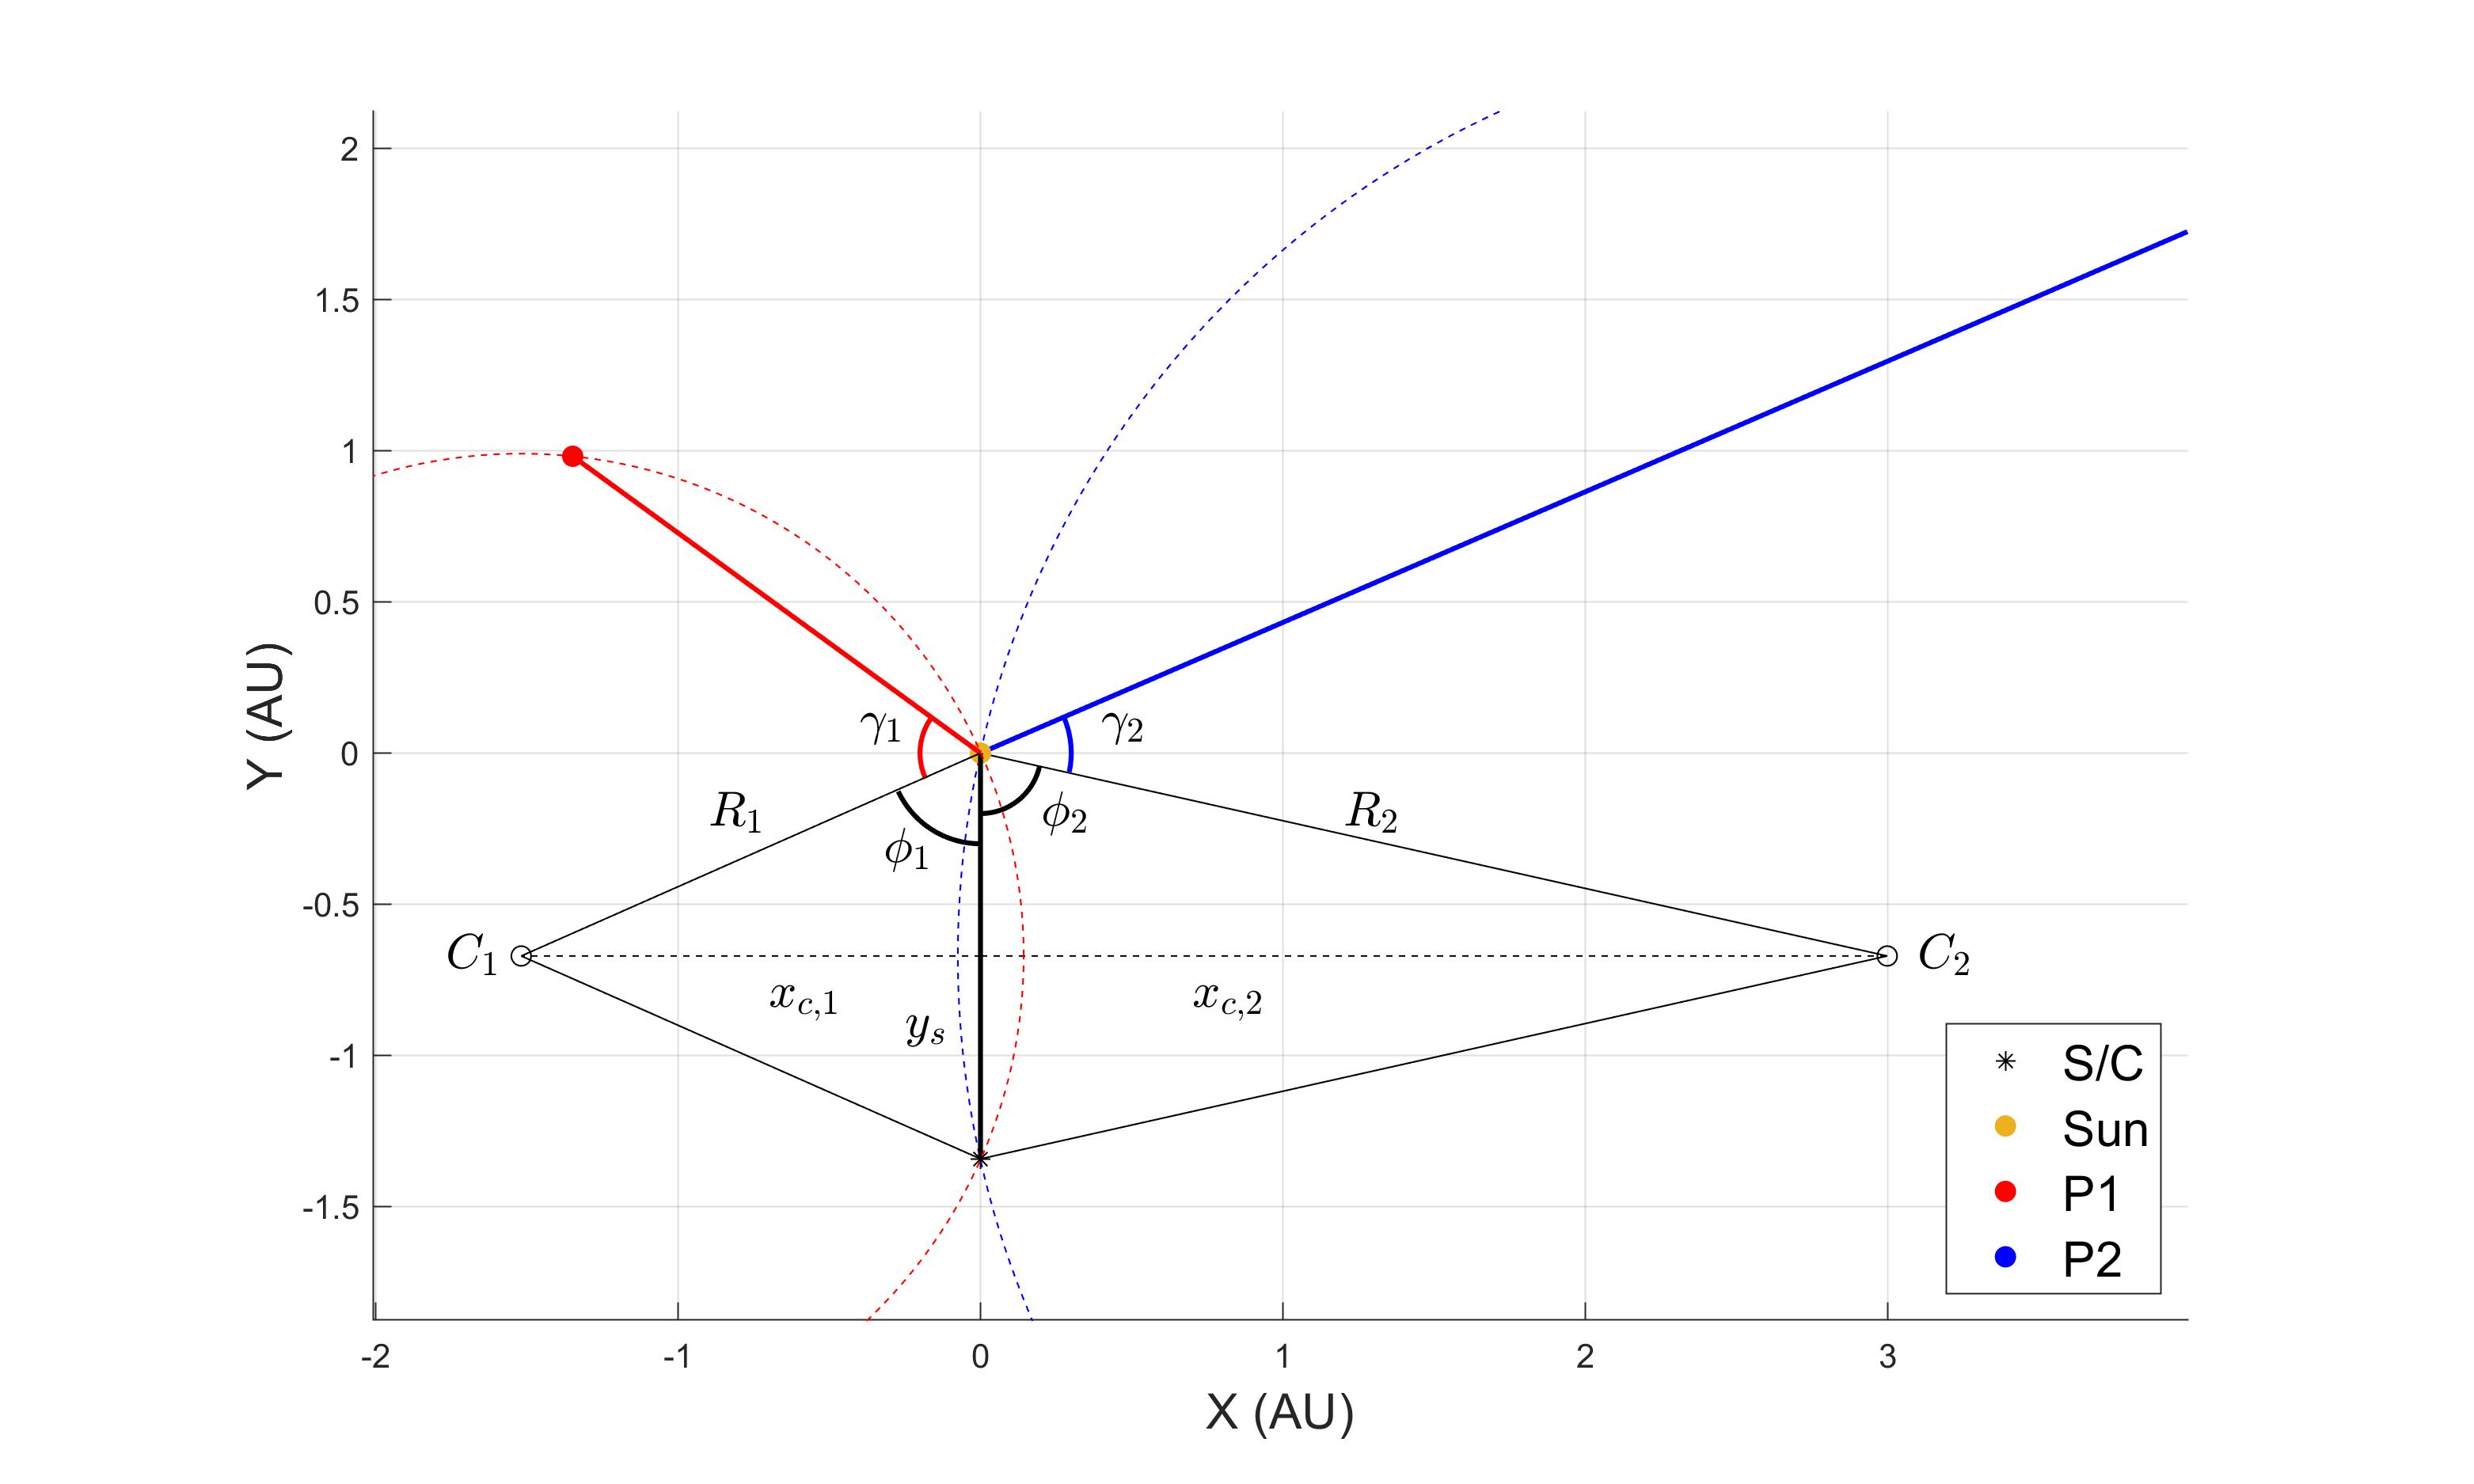 2
1.5
1
0.5
0
-0.5
-1
-1.5
Y (AU)
γ1
γ2
R1
R2
ϕ1
ϕ2
C1
C2
xc,1
xc,2
ys
S/C
Sun
P1
P2
-2 -1 0 1 2 3
X (AU)